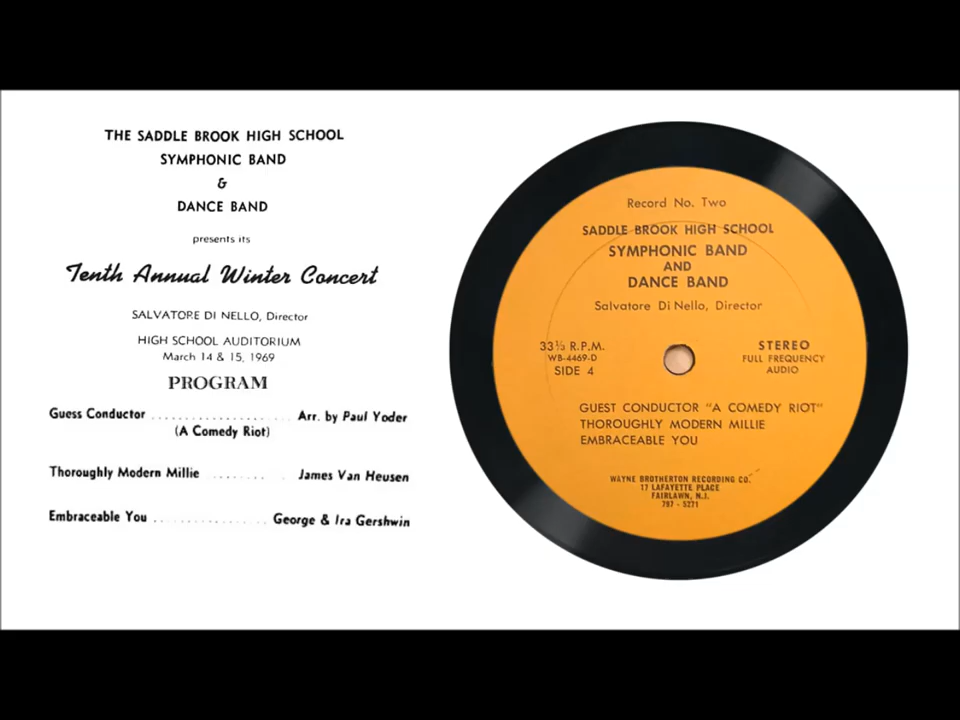 THE SADDLE BROOK HIGH SCHOOL
SYMPHONIC BAND
&
DANCE BAND
presents its
Tenth Annual Winter Concert
SALVATORE DI NELLO, Director
HIGH SCHOOL AUDITORIUM
March 14 & 15, 1969
PROGRAM
Guess Conductor .................... Arr. by Paul Yoder
(A Comedy Riot)
Thoroughly Modern Millie ........ James Van Heusen
Embraceable You .................. George & Ira Gershwin
Record No. Two
SADDLE BROOK HIGH SCHOOL
SYMPHONIC BAND
AND
DANCE BAND
Salvatore Di Nello, Director
33⅓ R.P.M.
WB-4469-D
SIDE 4
STEREO
FULL FREQUENCY
AUDIO
GUEST CONDUCTOR "A COMEDY RIOT"
THOROUGHLY MODERN MILLIE
EMBRACEABLE YOU
WAYNE BROTHERTON RECORDING CO.
17 LAFAYETTE PLACE
FAIRLAWN, N.J.
797 - 5271